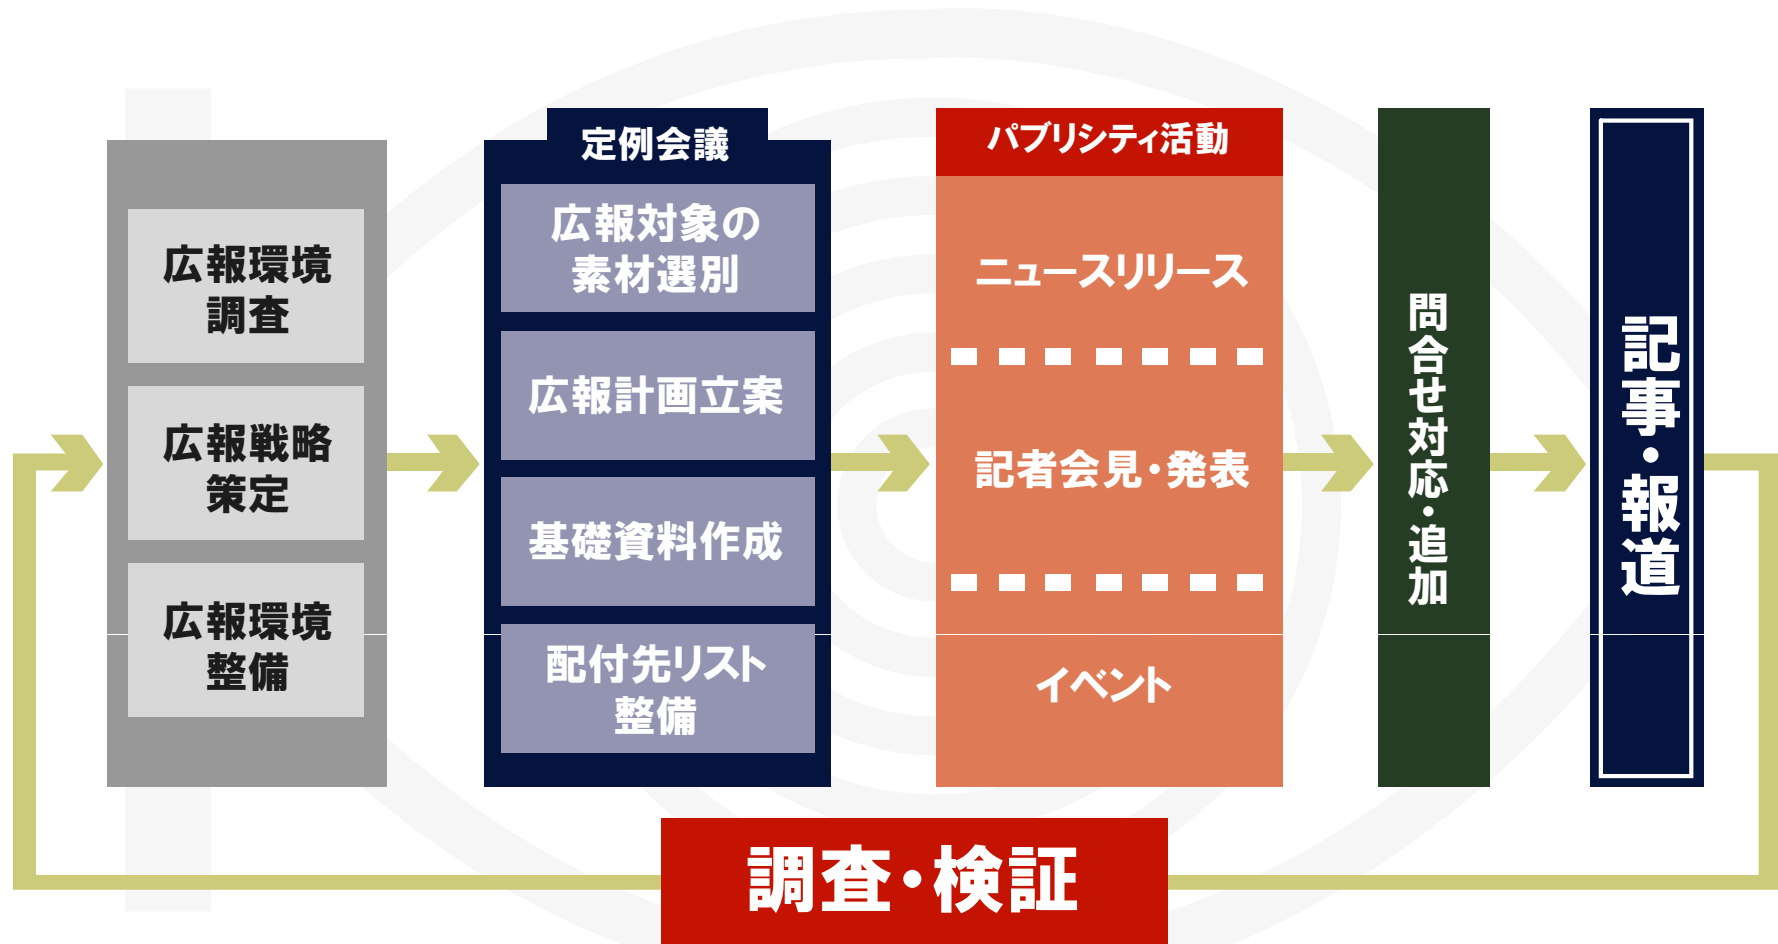 広報環境
調査
広報戦略
策定
広報環境
整備
定例会議
広報対象の
素材選別
広報計画立案
基礎資料作成
配付先リスト
整備
パブリシティ活動
ニュースリリース
記者会見・発表
イベント
問合せ対応・追加
記事・報道
調査・検証